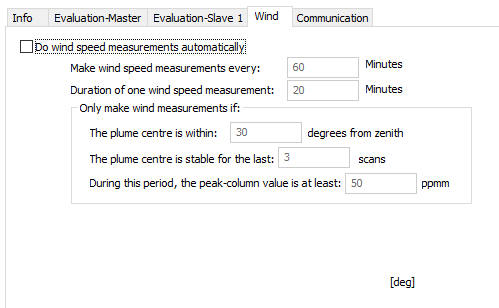 Info Evaluation-Master Evaluation-Slave 1 Wind Communication
Do wind speed measurements automatically
Make wind speed measurements every: 60 Minutes
Duration of one wind speed measurement: 20 Minutes
Only make wind measurements if:
The plume centre is within: 30 degrees from zenith
The plume centre is stable for the last: 3 scans
During this period, the peak-column value is at least: 50 ppmm
[deg]